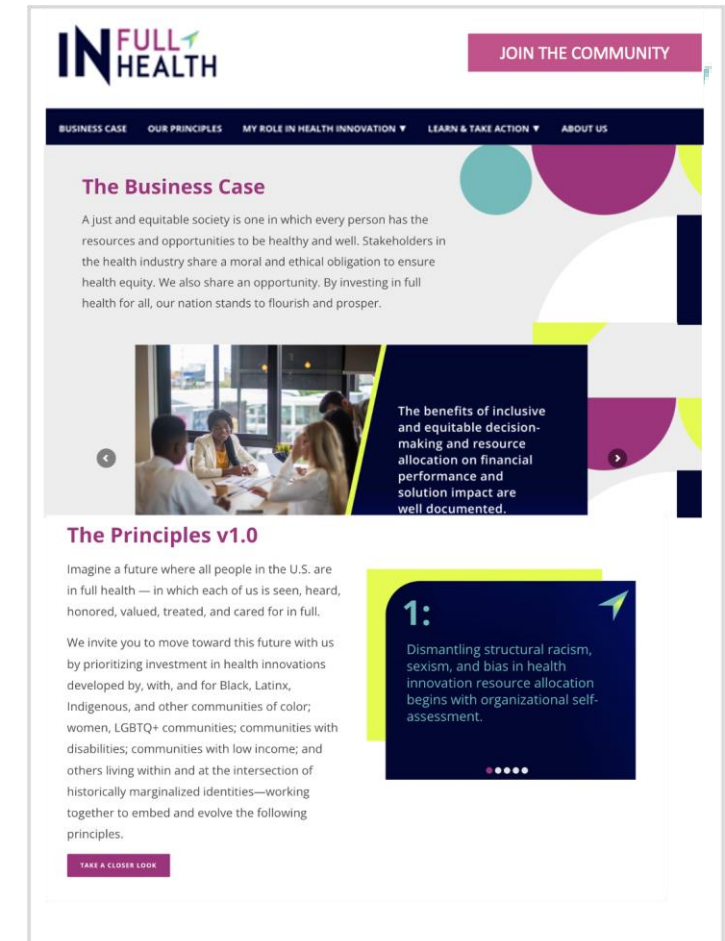 IN FULL
HEALTH
JOIN THE COMMUNITY
BUSINESS CASE OUR PRINCIPLES MY ROLE IN HEALTH INNOVATION ▼ LEARN & TAKE ACTION ▼ ABOUT US
The Business Case
A just and equitable society is one in which every person has the
resources and opportunities to be healthy and well. Stakeholders in
the health industry share a moral and ethical obligation to ensure
health equity. We also share an opportunity. By investing in full
health for all, our nation stands to flourish and prosper.
The benefits of inclusive
and equitable decision-
making and resource
allocation on financial
performance and
solution impact are
well documented.
The Principles v1.0
Imagine a future where all people in the U.S. are
in full health — in which each of us is seen, heard,
honored, valued, treated, and cared for in full.
We invite you to move toward this future with us
by prioritizing investment in health innovations
developed by, with, and for Black, Latinx,
Indigenous, and other communities of color;
women, LGBTQ+ communities; communities with
disabilities; communities with low income; and
others living within and at the intersection of
historically marginalized identities—working
together to embed and evolve the following
principles.
TAKE A CLOSER LOOK
1:
Dismantling structural racism,
sexism, and bias in health
innovation resource allocation
begins with organizational self-
assessment.